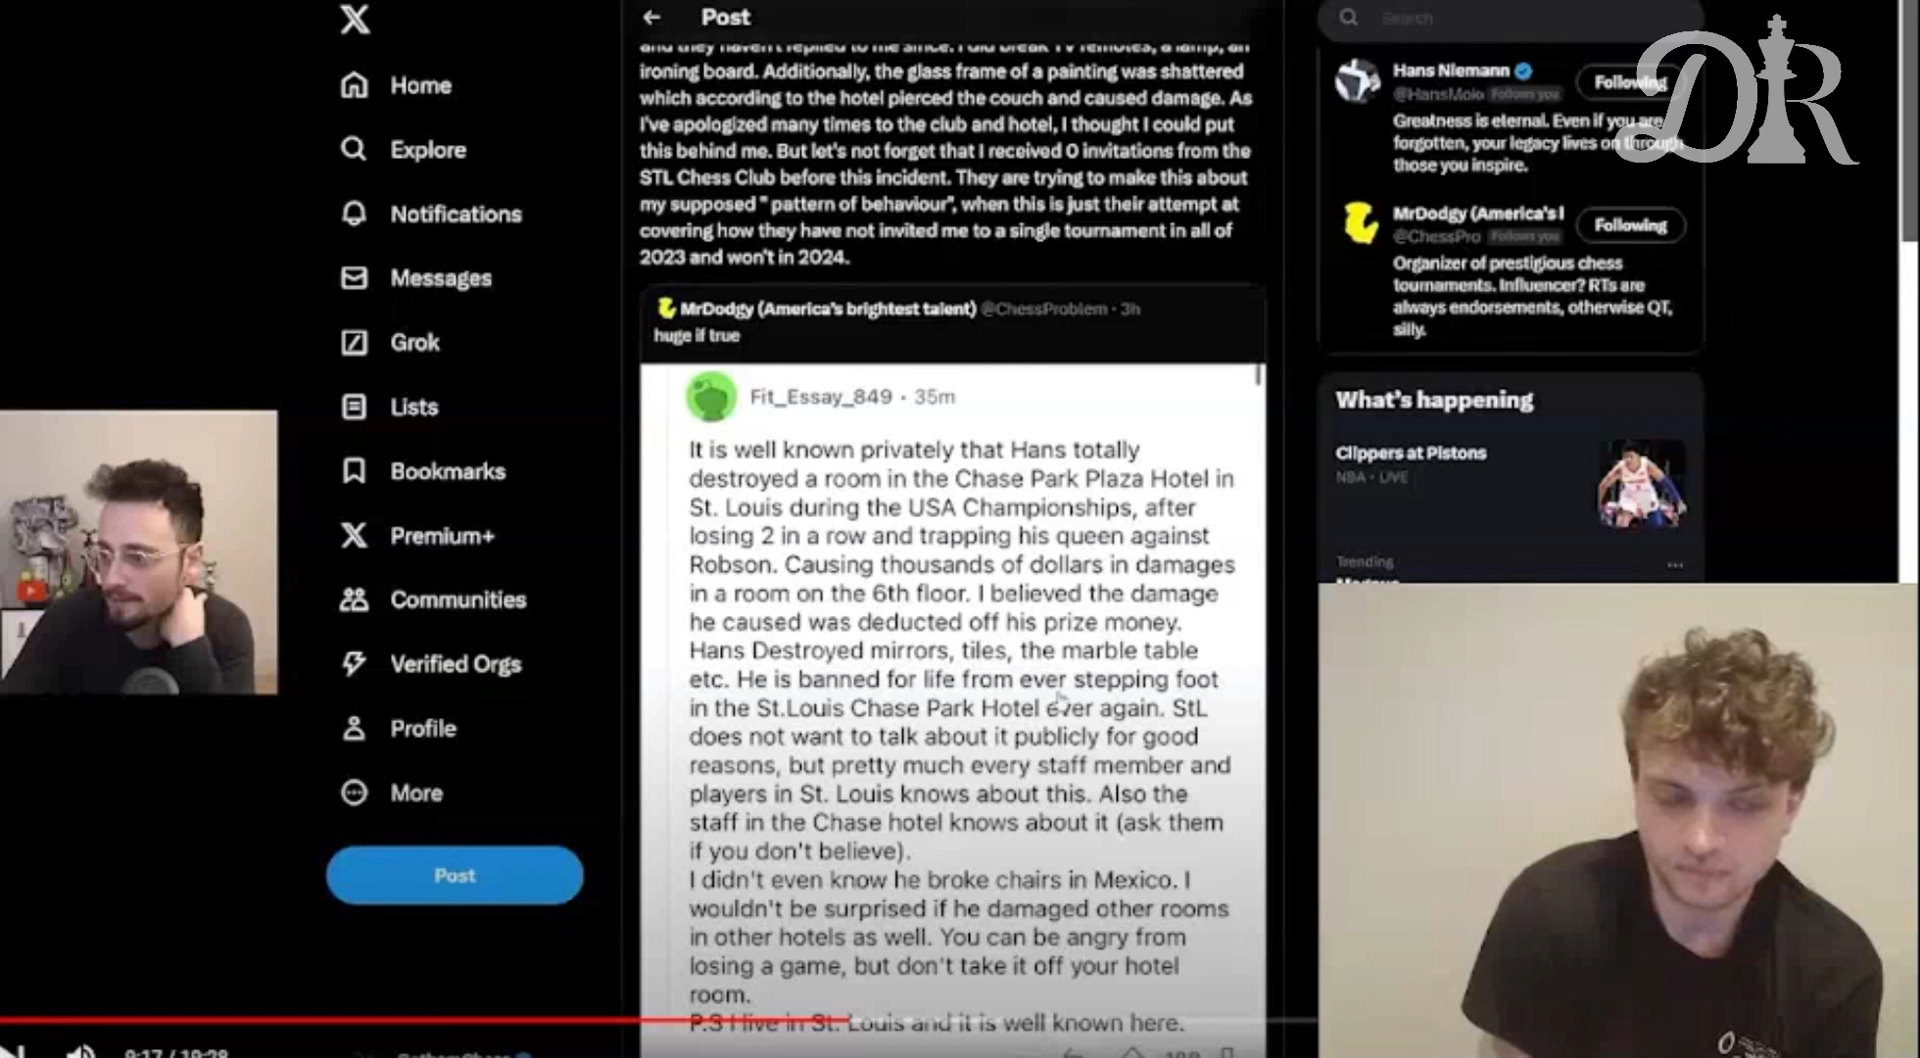 Home
Explore
Notifications
Messages
Grok
Lists
Bookmarks
Premium+
Communities
Verified Orgs
Profile
More
Post
Post
ironing board. Additionally, the glass frame of a painting was shattered
which according to the hotel pierced the couch and caused damage. As
I've apologized many times to the club and hotel, I thought I could put
this behind me. But let's not forget that I received 0 invitations from the
STL Chess Club before this incident. They are trying to make this about
my supposed " pattern of behaviour", when this is just their attempt at
covering how they have not invited me to a single tournament in all of
2023 and won't in 2024.
MrDodgy (America's brightest talent) @ChessProblem · 3h
huge if true
Fit_Essay_849 · 35m
It is well known privately that Hans totally
destroyed a room in the Chase Park Plaza Hotel in
St. Louis during the USA Championships, after
losing 2 in a row and trapping his queen against
Robson. Causing thousands of dollars in damages
in a room on the 6th floor. I believed the damage
he caused was deducted off his prize money.
Hans Destroyed mirrors, tiles, the marble table
etc. He is banned for life from ever stepping foot
in the St.Louis Chase Park Hotel ever again. StL
does not want to talk about it publicly for good
reasons, but pretty much every staff member and
players in St. Louis knows about this. Also the
staff in the Chase hotel knows about it (ask them
if you don't believe).
I didn't even know he broke chairs in Mexico. I
wouldn't be surprised if he damaged other rooms
in other hotels as well. You can be angry from
losing a game, but don't take it off your hotel
room.
P.S I live in St. Louis and it is well known here.
Search
Hans Niemann
Following
@HansMoke Follows you
Greatness is eternal. Even if you are
forgotten, your legacy lives on through
those you inspire.
MrDodgy (America's
Following
@ChessPro Follows you
Organizer of prestigious chess
tournaments. Influencer? RTs are
always endorsements, otherwise QT,
silly.
What's happening
Clippers at Pistons
NBA · LIVE
Trending
DR
9:17 / 19:28